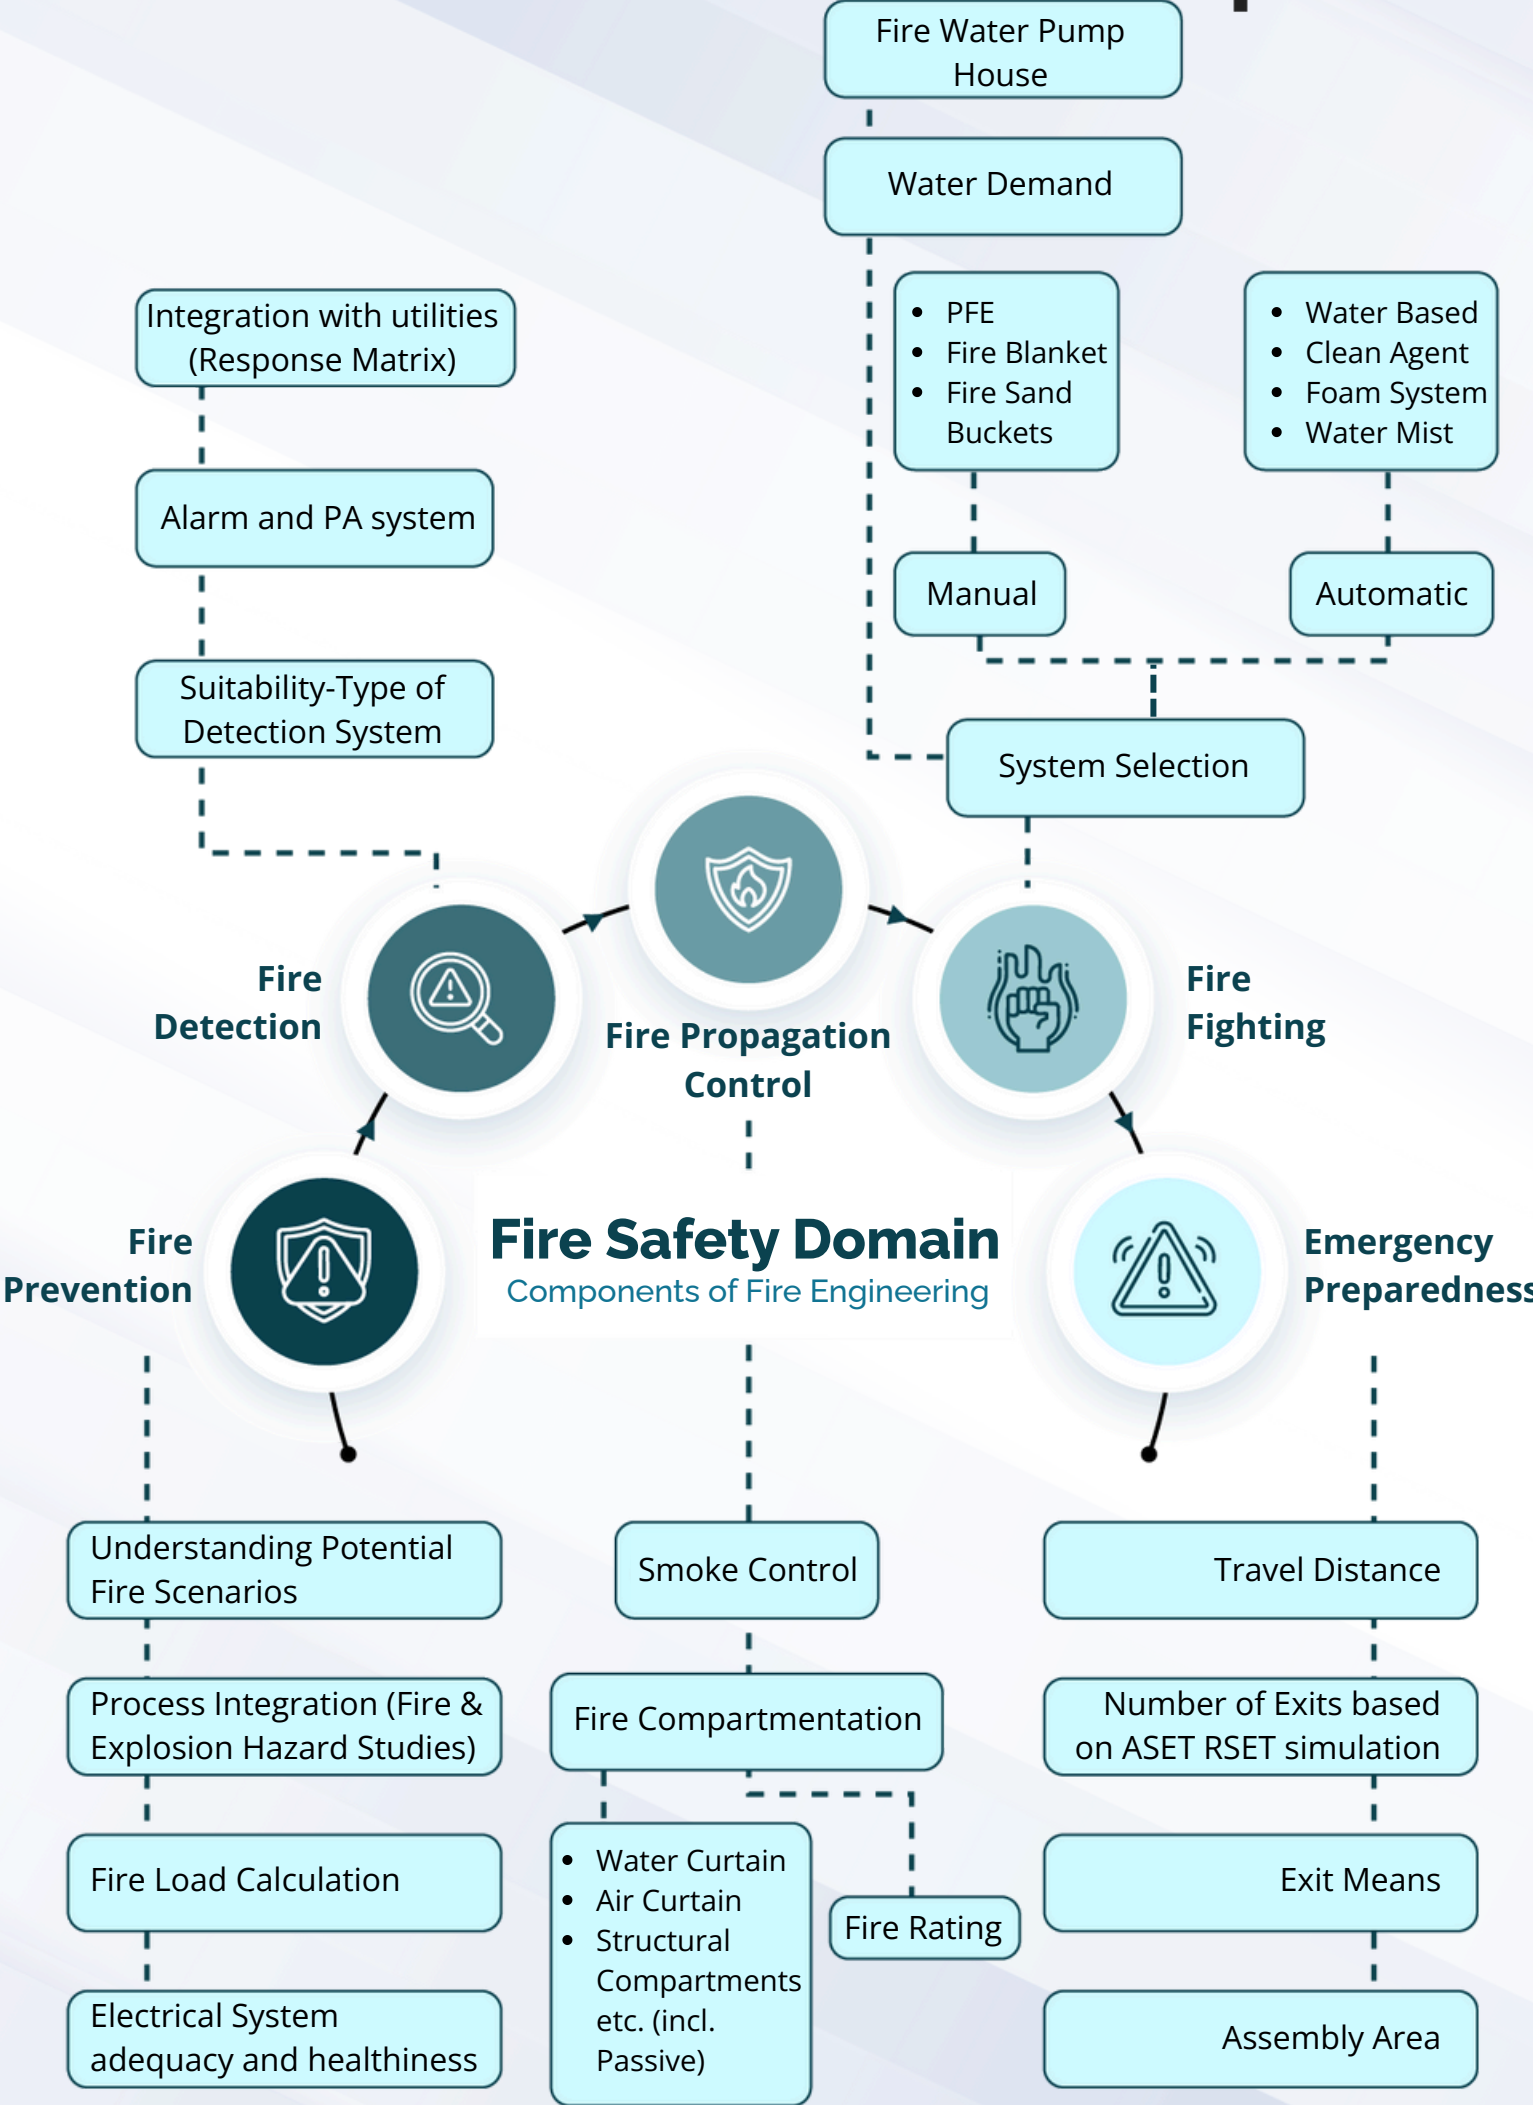 Fire Water Pump
House
Water Demand
Integration with utilities
(Response Matrix)
• PFE
• Fire Blanket
• Fire Sand
Buckets
• Water Based
• Clean Agent
• Foam System
• Water Mist
Alarm and PA system
Manual
Automatic
Suitability-Type of
Detection System
System Selection
Fire
Detection
Fire Propagation
Control
Fire
Fighting
Fire
Prevention
Fire Safety Domain
Components of Fire Engineering
Emergency
Preparedness
Understanding Potential
Fire Scenarios
Process Integration (Fire &
Explosion Hazard Studies)
Fire Load Calculation
Electrical System
adequacy and healthiness
Smoke Control
Fire Compartmentation
• Water Curtain
• Air Curtain
• Structural
Compartments
etc. (incl.
Passive)
Fire Rating
Travel Distance
Number of Exits based
on ASET RSET simulation
Exit Means
Assembly Area